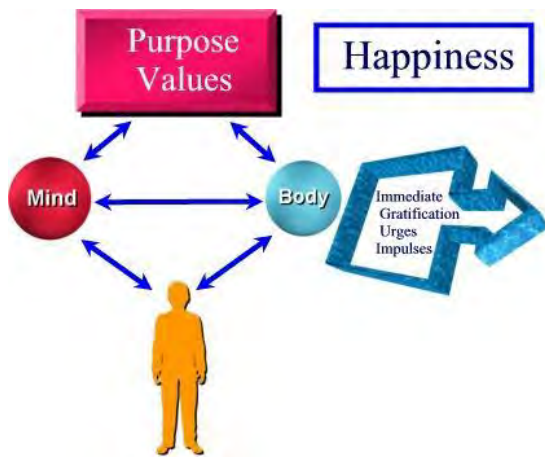 Purpose
Values
Happiness
Mind
Body
Immediate
Gratification
Urges
Impulses